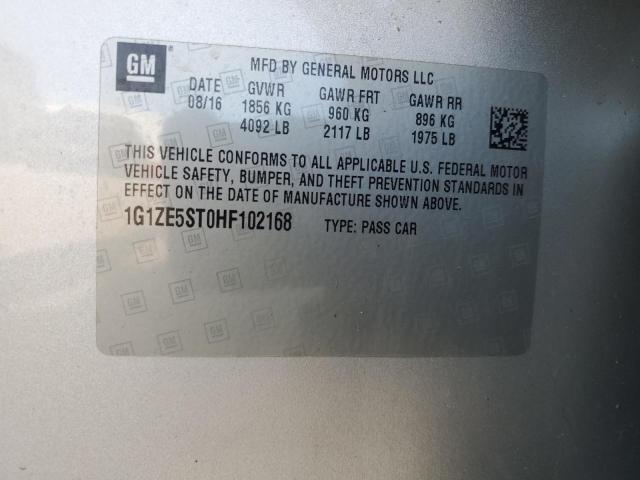 GM
MFD BY GENERAL MOTORS LLC
DATE GVWR GAWR FRT GAWR RR
08/16 1856 KG 960 KG 896 KG
4092 LB 2117 LB 1975 LB
THIS VEHICLE CONFORMS TO ALL APPLICABLE U.S. FEDERAL MOTOR
VEHICLE SAFETY, BUMPER, AND THEFT PREVENTION STANDARDS IN
EFFECT ON THE DATE OF MANUFACTURE SHOWN ABOVE.
1G1ZE5ST0HF102168 TYPE: PASS CAR